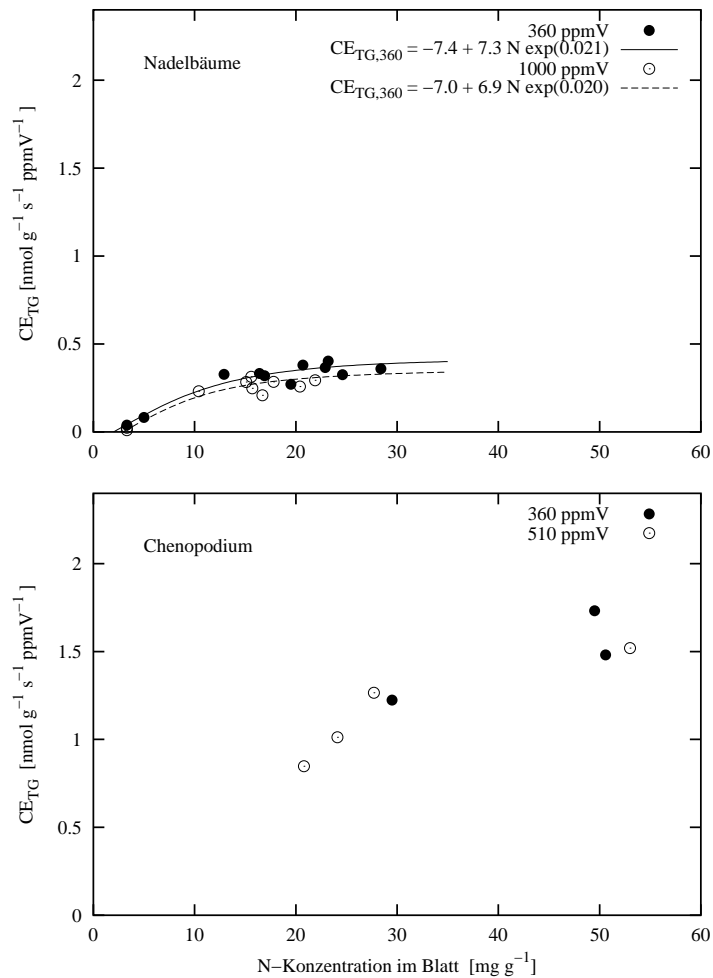 360 ppmV
CE_TG,360 = −7.4 + 7.3 N exp(0.021)
1000 ppmV
CE_TG,360 = −7.0 + 6.9 N exp(0.020)
Nadelbäume
2
1.5
1
0.5
0
CE_TG [nmol g⁻¹ s⁻¹ ppmV⁻¹ ]
0 10 20 30 40 50 60
360 ppmV
510 ppmV
Chenopodium
2
1.5
1
0.5
0
CE_TG [nmol g⁻¹ s⁻¹ ppmV⁻¹ ]
0 10 20 30 40 50 60
N−Konzentration im Blatt [mg g⁻¹]